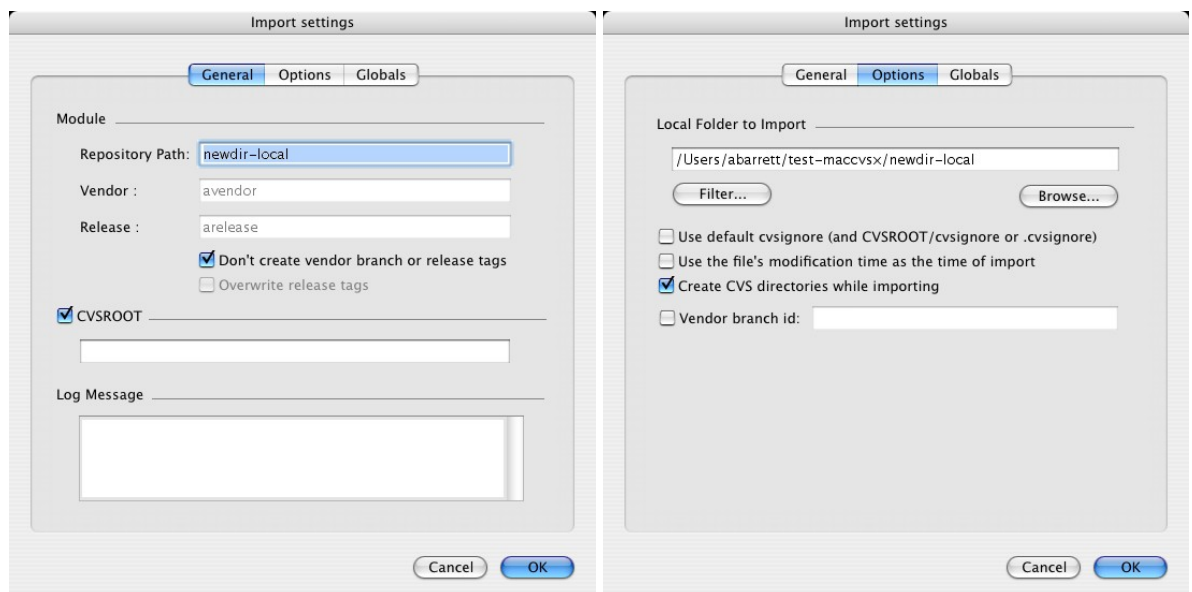 Import settings
General Options Globals
Module
Repository Path: newdir-local
Vendor : avendor
Release : arelease
Don't create vendor branch or release tags
Overwrite release tags
CVSROOT
Log Message
Cancel OK
Import settings
General Options Globals
Local Folder to Import
/Users/abarrett/test-maccvsx/newdir-local
Filter... Browse...
Use default cvsignore (and CVSROOT/cvsignore or .cvsignore)
Use the file's modification time as the time of import
Create CVS directories while importing
Vendor branch id:
Cancel OK